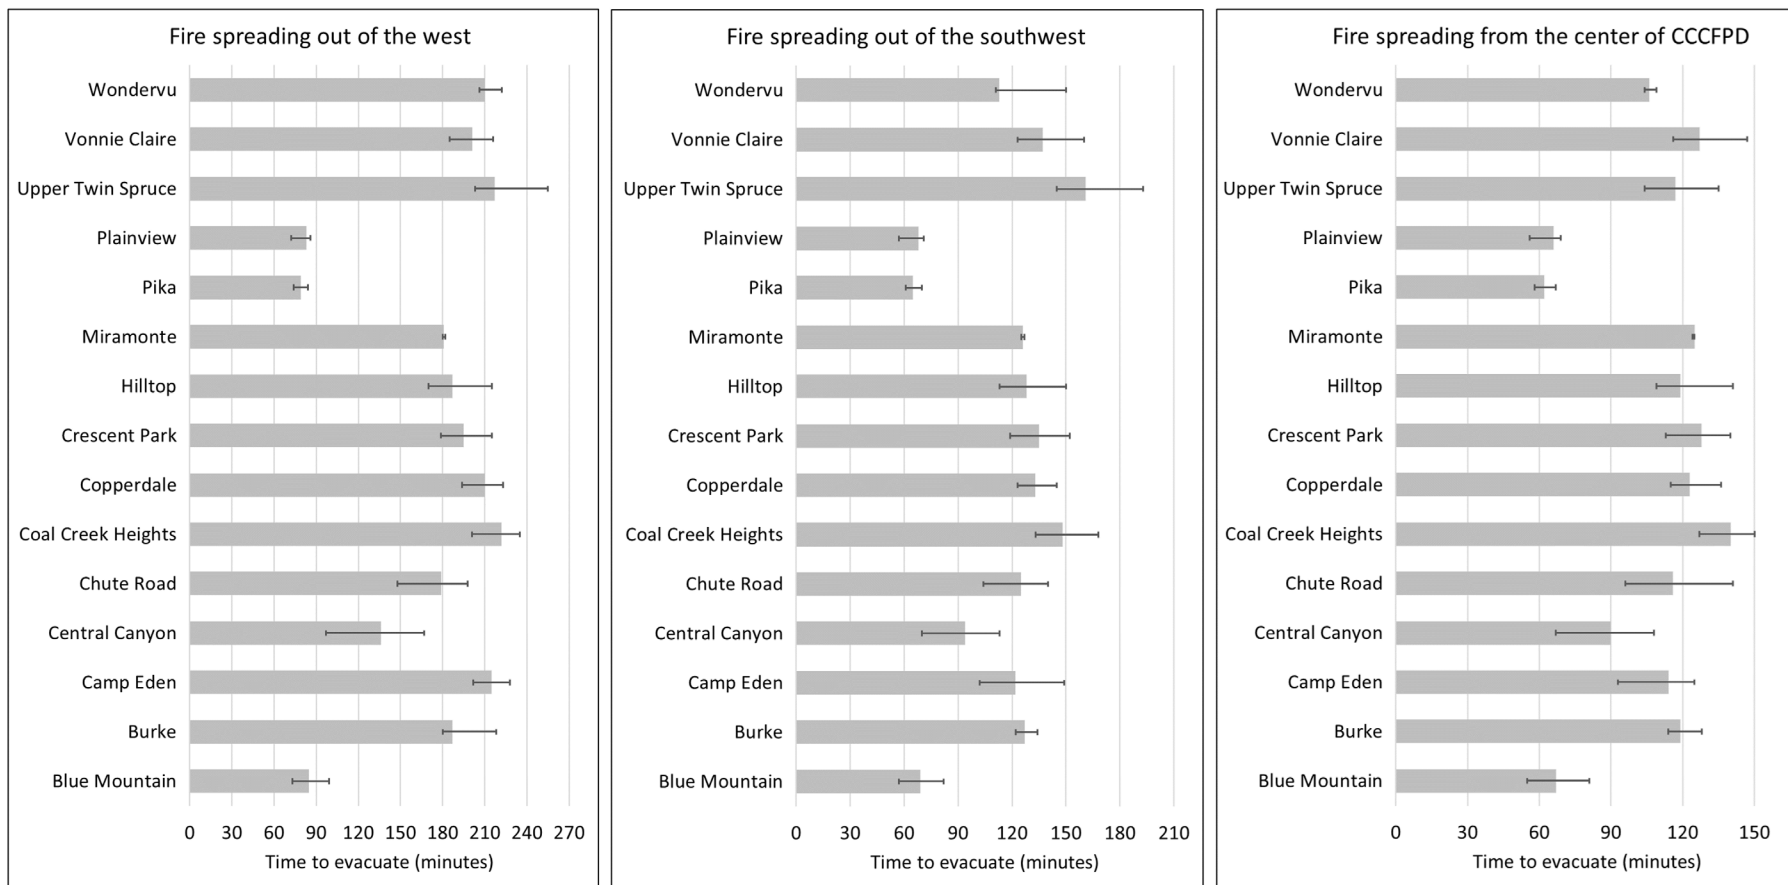 Fire spreading out of the west
Wondervu
Vonnie Claire
Upper Twin Spruce
Plainview
Pika
Miramonte
Hilltop
Crescent Park
Copperdale
Coal Creek Heights
Chute Road
Central Canyon
Camp Eden
Burke
Blue Mountain
0 30 60 90 120 150 180 210 240 270
Time to evacuate (minutes)
Fire spreading out of the southwest
Wondervu
Vonnie Claire
Upper Twin Spruce
Plainview
Pika
Miramonte
Hilltop
Crescent Park
Copperdale
Coal Creek Heights
Chute Road
Central Canyon
Camp Eden
Burke
Blue Mountain
0 30 60 90 120 150 180 210
Time to evacuate (minutes)
Fire spreading from the center of CCCFPD
Wondervu
Vonnie Claire
Upper Twin Spruce
Plainview
Pika
Miramonte
Hilltop
Crescent Park
Copperdale
Coal Creek Heights
Chute Road
Central Canyon
Camp Eden
Burke
Blue Mountain
0 30 60 90 120 150
Time to evacuate (minutes)